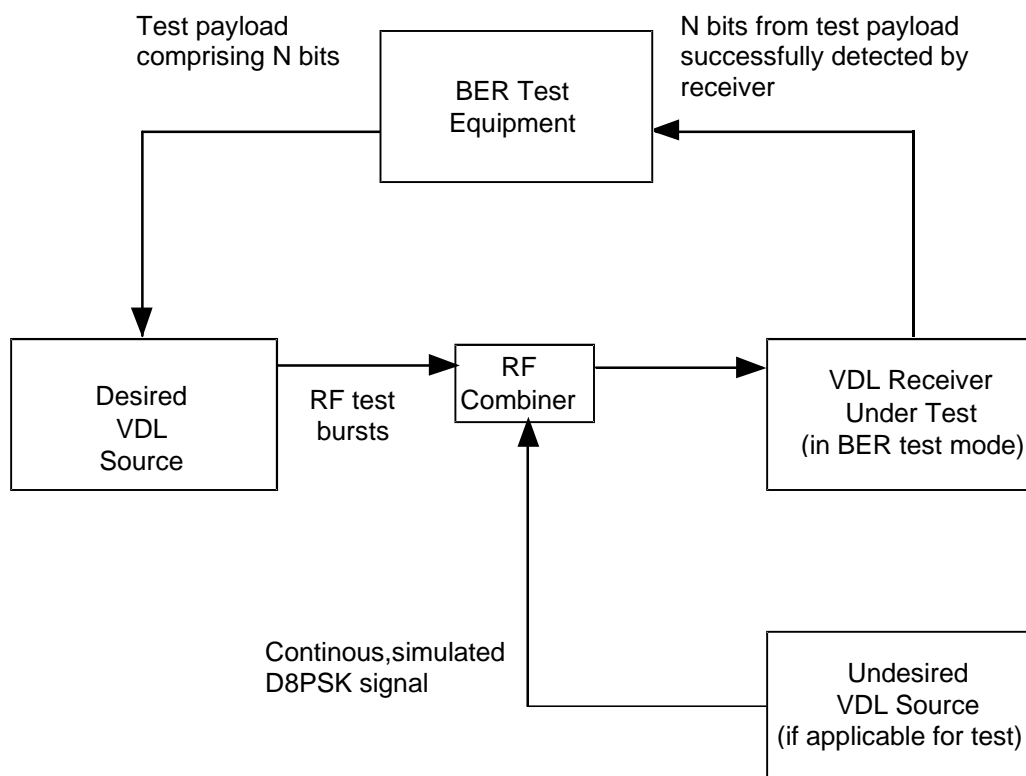 Test payload
comprising N bits
N bits from test payload
successfully detected by
receiver
BER Test
Equipment
Desired
VDL
Source
RF test
bursts
RF
Combiner
VDL Receiver
Under Test
(in BER test mode)
Continous,simulated
D8PSK signal
Undesired
VDL Source
(if applicable for test)